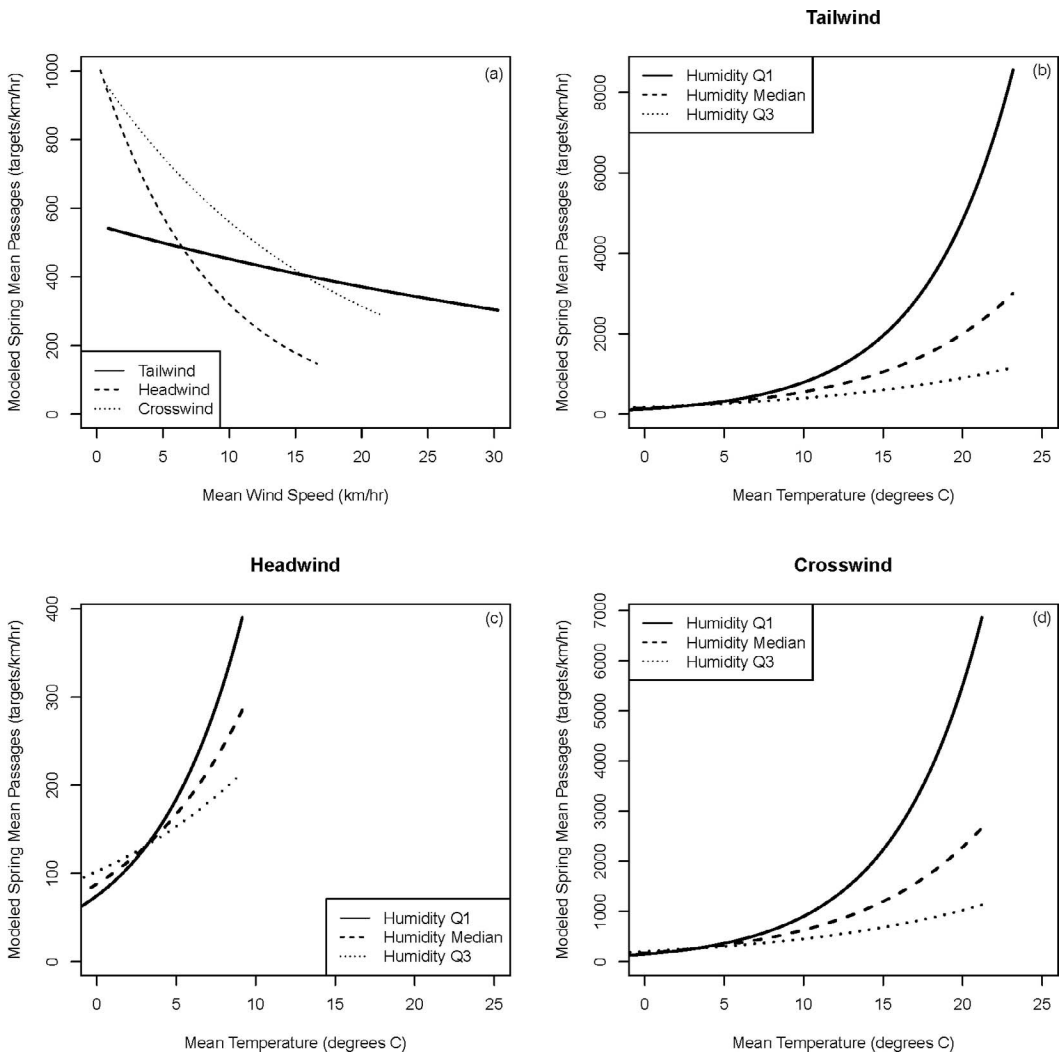 (a)
Modeled Spring Mean Passages (targets/km/hr)
1000
800
600
400
200
0
Tailwind
Headwind
Crosswind
0 5 10 15 20 25 30
Mean Wind Speed (km/hr)
Tailwind
(b)
Modeled Spring Mean Passages (targets/km/hr)
8000
6000
4000
2000
0
Humidity Q1
Humidity Median
Humidity Q3
0 5 10 15 20 25
Mean Temperature (degrees C)
Headwind
(c)
Modeled Spring Mean Passages (targets/km/hr)
400
300
200
100
0
Humidity Q1
Humidity Median
Humidity Q3
0 5 10 15 20 25
Mean Temperature (degrees C)
Crosswind
(d)
Modeled Spring Mean Passages (targets/km/hr)
7000
6000
5000
4000
3000
2000
1000
0
Humidity Q1
Humidity Median
Humidity Q3
0 5 10 15 20 25
Mean Temperature (degrees C)